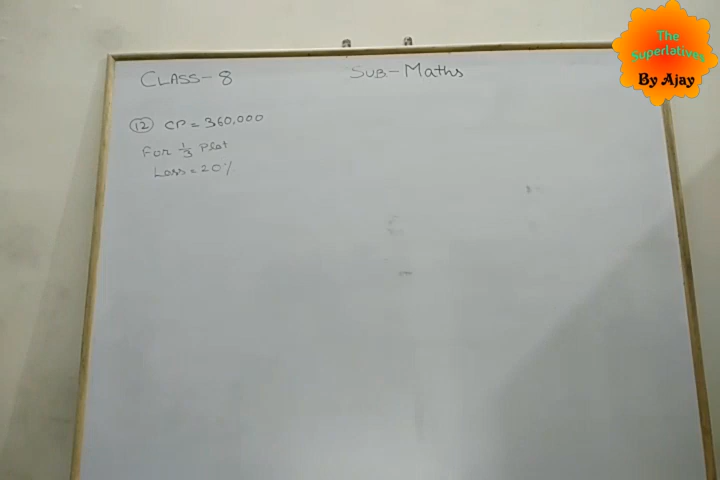 CLASS-8
SUB-Maths
The
Superlatives
By Ajay
12 CP = 360,000
For 1/3 Plot
Loss = 20%